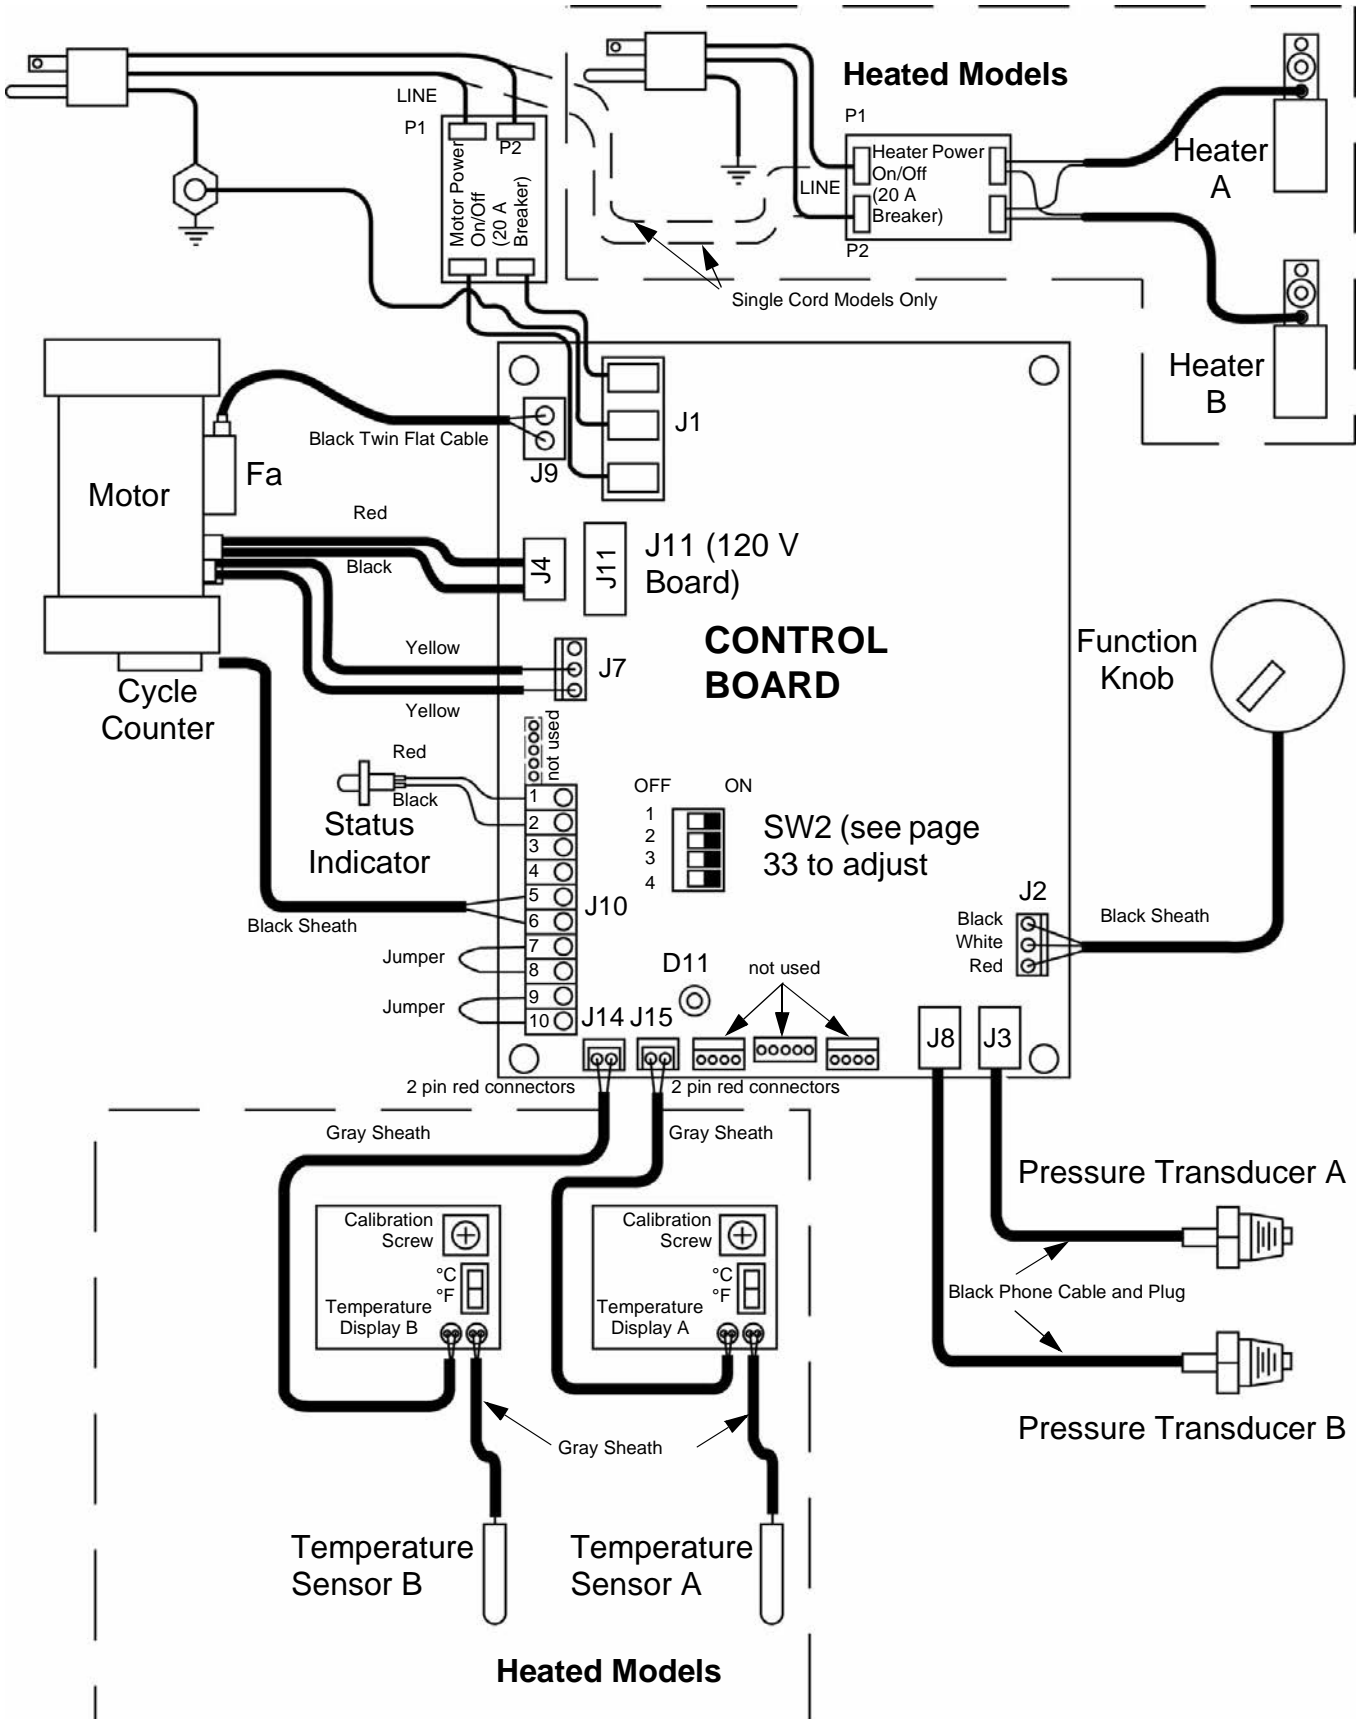 Heated Models
LINE
P1
P2
Motor Power
On/Off
(20 A
Breaker)
P1
Heater Power
On/Off
(20 A
Breaker)
LINE
P2
Heater
A
Single Cord Models Only
Heater
B
J1
Black Twin Flat Cable
J9
Fa
Motor
Red
Black
J4
J11
J11 (120 V
Board)
CONTROL
BOARD
Function
Knob
Yellow
J7
Yellow
Cycle
Counter
not used
Red
Black
Status
Indicator
1
2
3
4
5
6
7
8
9
10
J10
OFF
ON
1
2
3
4
SW2 (see page
33 to adjust
Black Sheath
Jumper
Jumper
J2
Black
White
Red
Black Sheath
D11
not used
J14
J15
J8
J3
2 pin red connectors
2 pin red connectors
Gray Sheath
Gray Sheath
Pressure Transducer A
Calibration
Screw
°C
°F
Temperature
Display B
Calibration
Screw
°C
°F
Temperature
Display A
Black Phone Cable and Plug
Pressure Transducer B
Gray Sheath
Temperature
Sensor B
Temperature
Sensor A
Heated Models